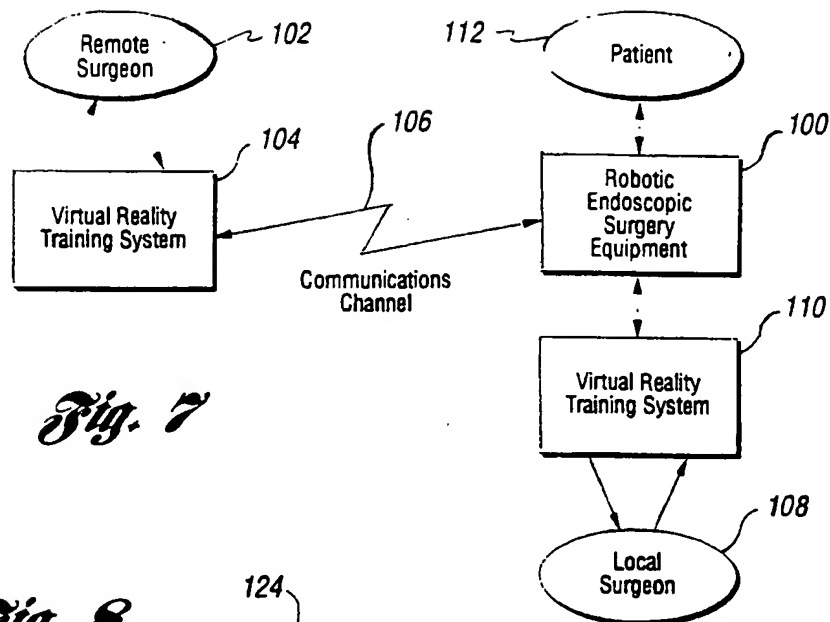 Remote
Surgeon
102
112
Patient
104
106
100
Virtual Reality
Training System
Robotic
Endoscopic
Surgery
Equipment
Communications
Channel
110
Virtual Reality
Training System
Fig. 7
108
Local
Surgeon
124